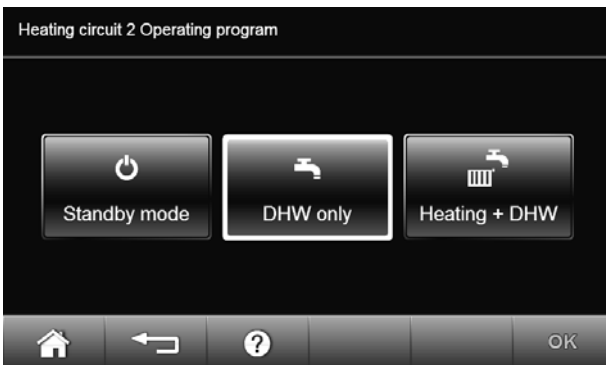 Heating circuit 2 Operating program
Standby mode
DHW only
Heating + DHW
?
OK